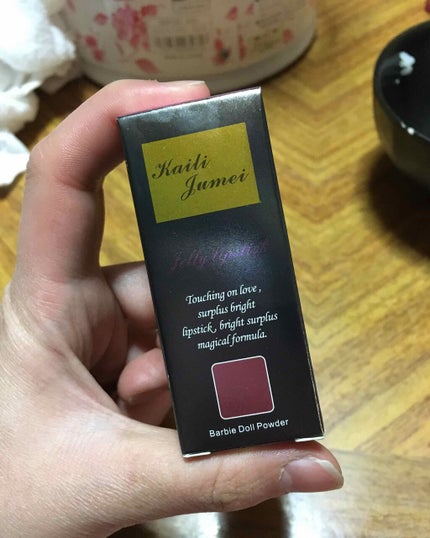 Kaili
Jumei
Jelly lipstick
Touching on love ,
surplus bright
lipstick, bright surplus
magical formula.
Barbie Doll Powder